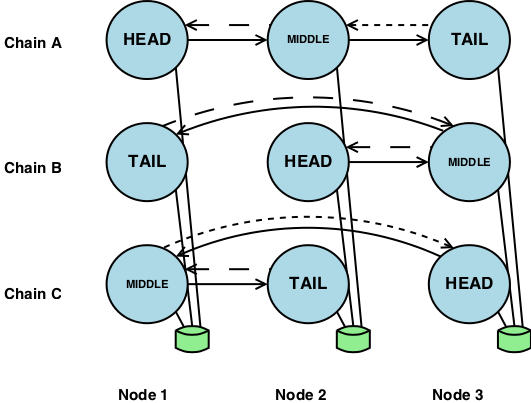 Chain A
HEAD
MIDDLE
TAIL
Chain B
TAIL
HEAD
MIDDLE
Chain C
MIDDLE
TAIL
HEAD
Node 1
Node 2
Node 3